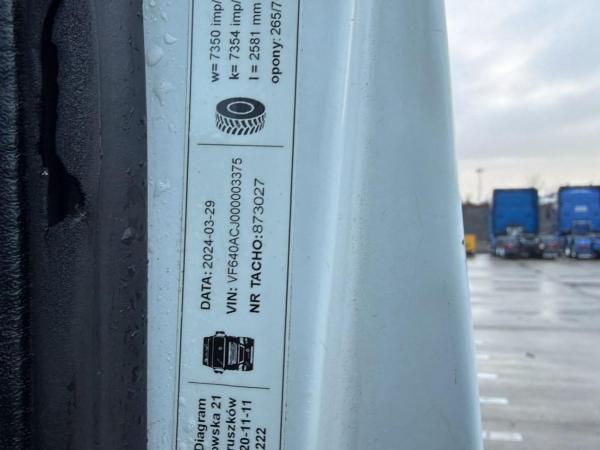 Diagram
owska 21
ruszków
20-11-11
222
DATA: 2024-03-29
VIN: VF640ACJ000003375
NR TACHO:873027
w= 7350 imp/
k= 7354 imp/
l = 2581 mm
opony: 265/7